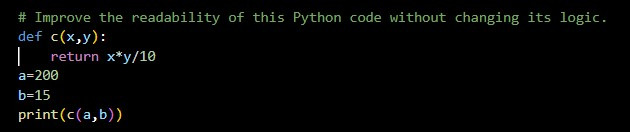 # Improve the readability of this Python code without changing its logic.
def c(x,y):
    return x*y/10
a=200
b=15
print(c(a,b))